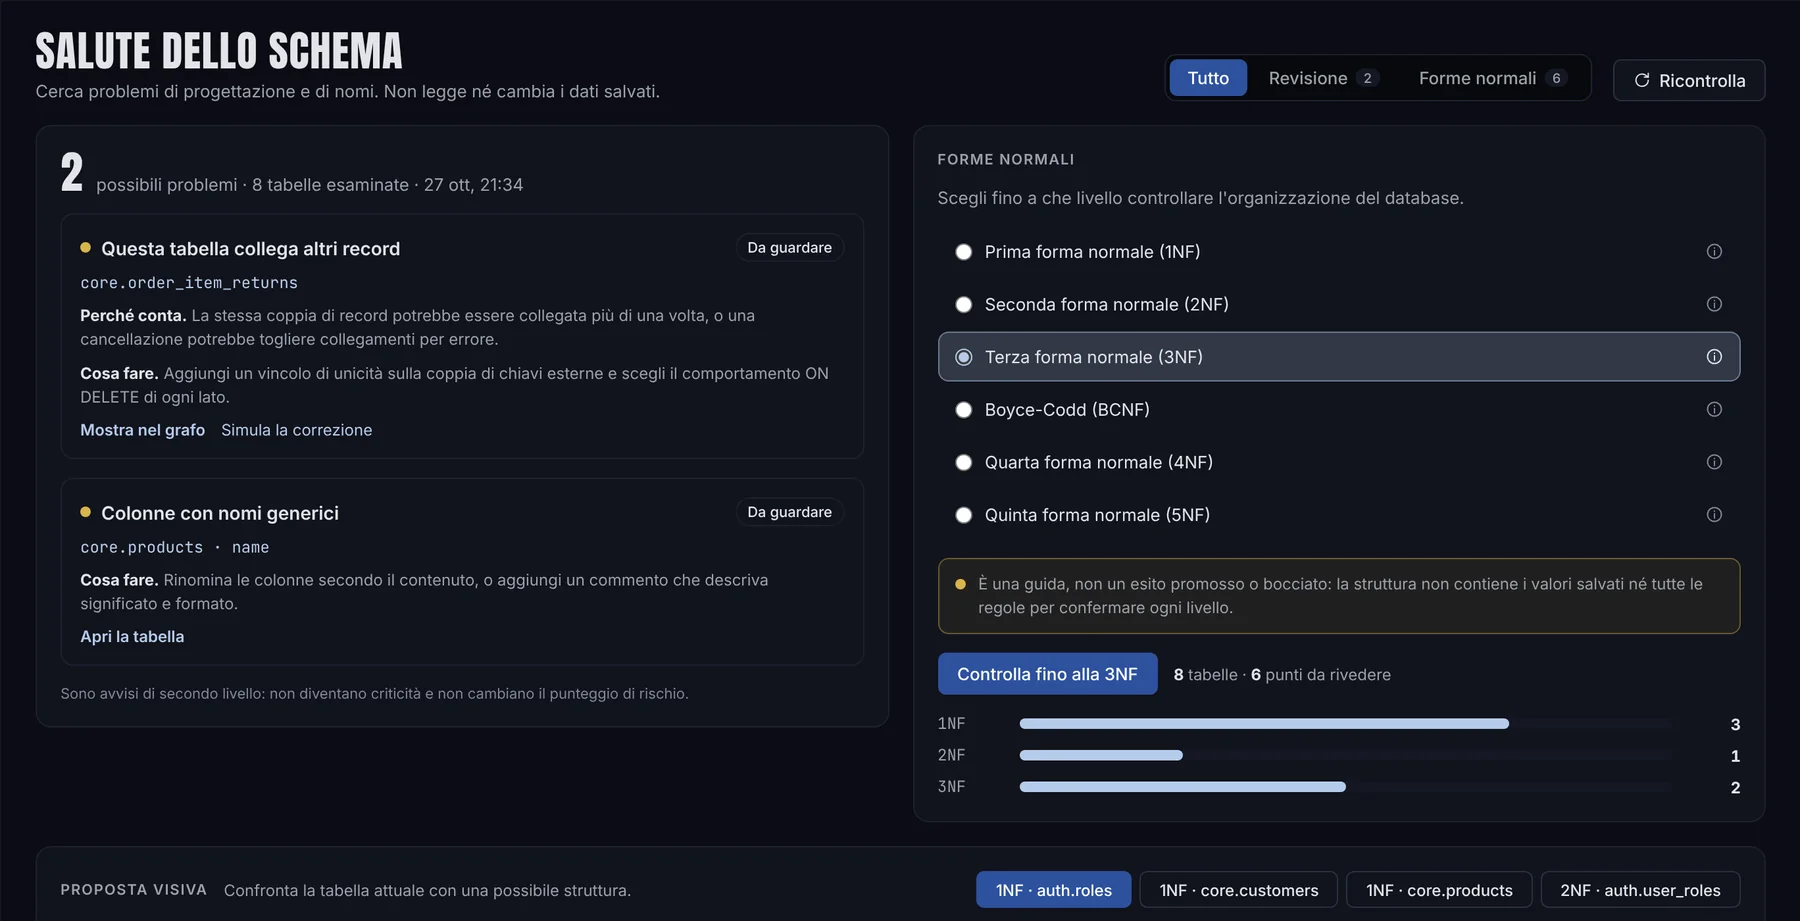 SALUTE DELLO SCHEMA
Cerca problemi di progettazione e di nomi. Non legge né cambia i dati salvati.
Tutto
Revisione 2
Forme normali 6
Ricontrolla
2 possibili problemi · 8 tabelle esaminate · 27 ott, 21:34
Questa tabella collega altri record
Da guardare
core.order_item_returns
Perché conta. La stessa coppia di record potrebbe essere collegata più di una volta, o una
cancellazione potrebbe togliere collegamenti per errore.
Cosa fare. Aggiungi un vincolo di unicità sulla coppia di chiavi esterne e scegli il comportamento ON
DELETE di ogni lato.
Mostra nel grafo Simula la correzione
Colonne con nomi generici
Da guardare
core.products · name
Cosa fare. Rinomina le colonne secondo il contenuto, o aggiungi un commento che descriva
significato e formato.
Apri la tabella
Sono avvisi di secondo livello: non diventano criticità e non cambiano il punteggio di rischio.
FORME NORMALI
Scegli fino a che livello controllare l'organizzazione del database.
Prima forma normale (1NF)
Seconda forma normale (2NF)
Terza forma normale (3NF)
Boyce-Codd (BCNF)
Quarta forma normale (4NF)
Quinta forma normale (5NF)
È una guida, non un esito promosso o bocciato: la struttura non contiene i valori salvati né tutte le
regole per confermare ogni livello.
Controlla fino alla 3NF
8 tabelle · 6 punti da rivedere
1NF 3
2NF 1
3NF 2
PROPOSTA VISIVA Confronta la tabella attuale con una possibile struttura.
1NF · auth.roles
1NF · core.customers
1NF · core.products
2NF · auth.user_roles